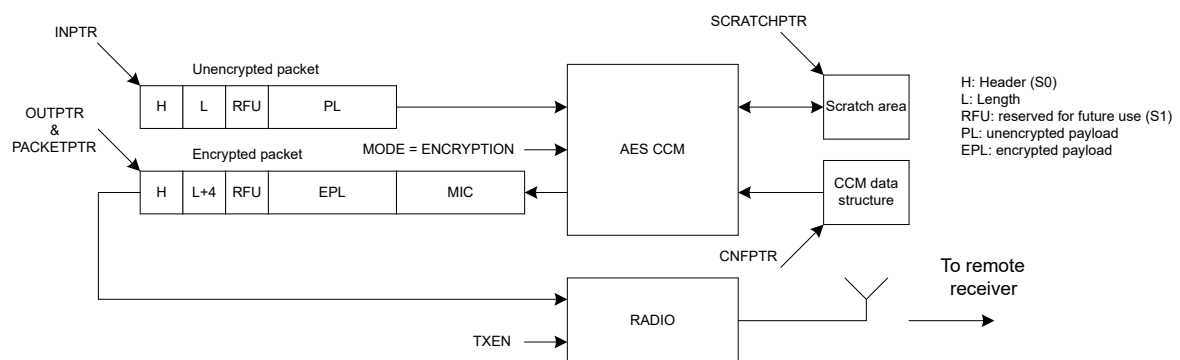 SCRATCHPTR
INPTR
Unencrypted packet
H L RFU PL
Scratch area
H: Header (S0)
L: Length
RFU: reserved for future use (S1)
PL: unencrypted payload
EPL: encrypted payload
OUTPTR
&
PACKETPTR
MODE = ENCRYPTION
AES CCM
Encrypted packet
H L+4 RFU EPL MIC
CCM data
structure
CNFPTR
To remote
receiver
RADIO
TXEN